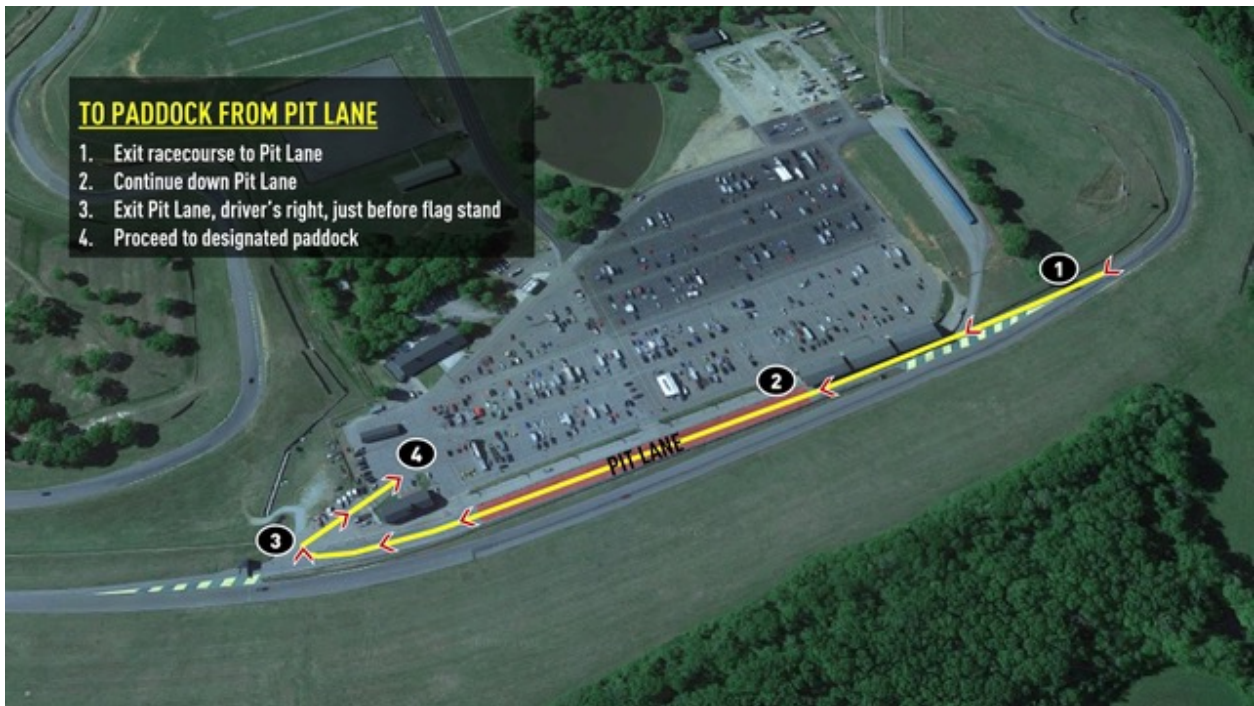 TO PADDOCK FROM PIT LANE
1. Exit racecourse to Pit Lane
2. Continue down Pit Lane
3. Exit Pit Lane, driver's right, just before flag stand
4. Proceed to designated paddock
1
2
PIT LANE
4
3